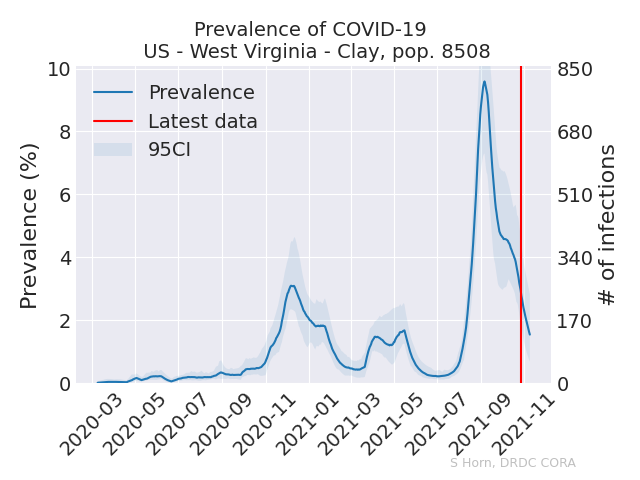 Prevalence of COVID-19
US - West Virginia - Clay, pop. 8508
Prevalence
Latest data
95CI
Prevalence (%)
10
8
6
4
2
0
850
680
510
340
170
0
# of infections
2020-03
2020-05
2020-07
2020-09
2020-11
2021-01
2021-03
2021-05
2021-07
2021-09
2021-11
S Horn, DRDC CORA